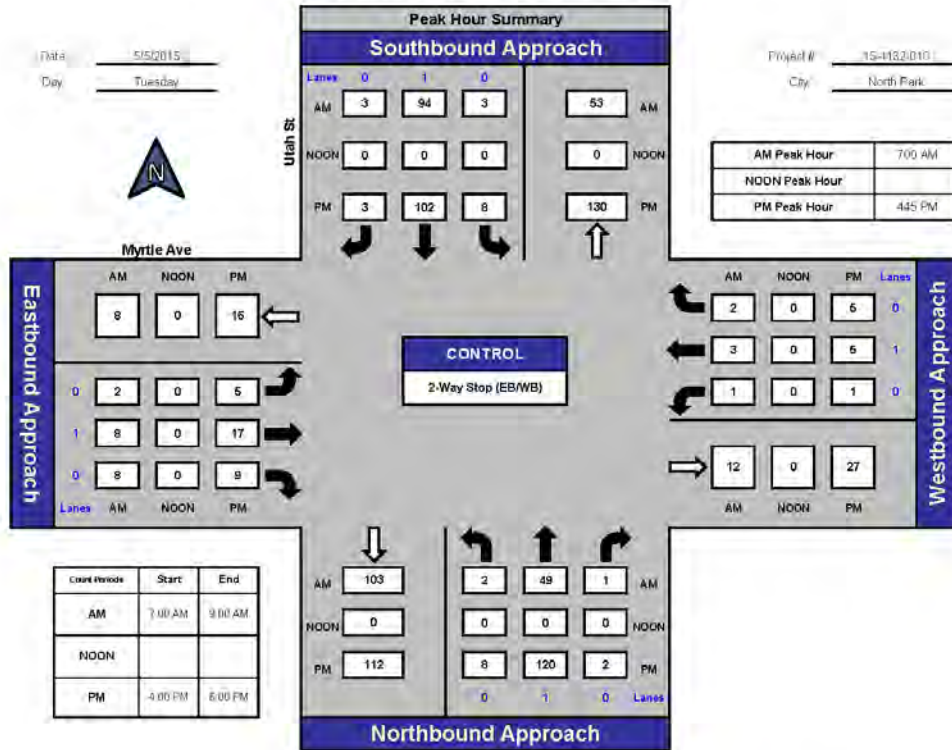 Peak Hour Summary
Southbound Approach
Date 5/5/2015
Day Tuesday
Project # 15-4132-010
City North Park
N
Utah St
Lanes 0 1 0
AM 3 94 3 53 AM
NOON 0 0 0 0 NOON
PM 3 102 8 130 PM
AM Peak Hour 700 AM
NOON Peak Hour
PM Peak Hour 445 PM
Myrtle Ave
Eastbound Approach
AM NOON PM
8 0 16
0 2 0 5
1 8 0 17
0 8 0 9
Lanes AM NOON PM
CONTROL
2-Way Stop (EB/WB)
Westbound Approach
AM NOON PM Lanes
2 0 5 0
3 0 5 1
1 0 1 0
12 0 27
AM NOON PM
Count Periods Start End
AM 7:00 AM 9:00 AM
NOON
PM 4:00 PM 6:00 PM
AM 103 2 49 1 AM
NOON 0 0 0 0 NOON
PM 112 8 120 2 PM
0 1 0 Lanes
Northbound Approach